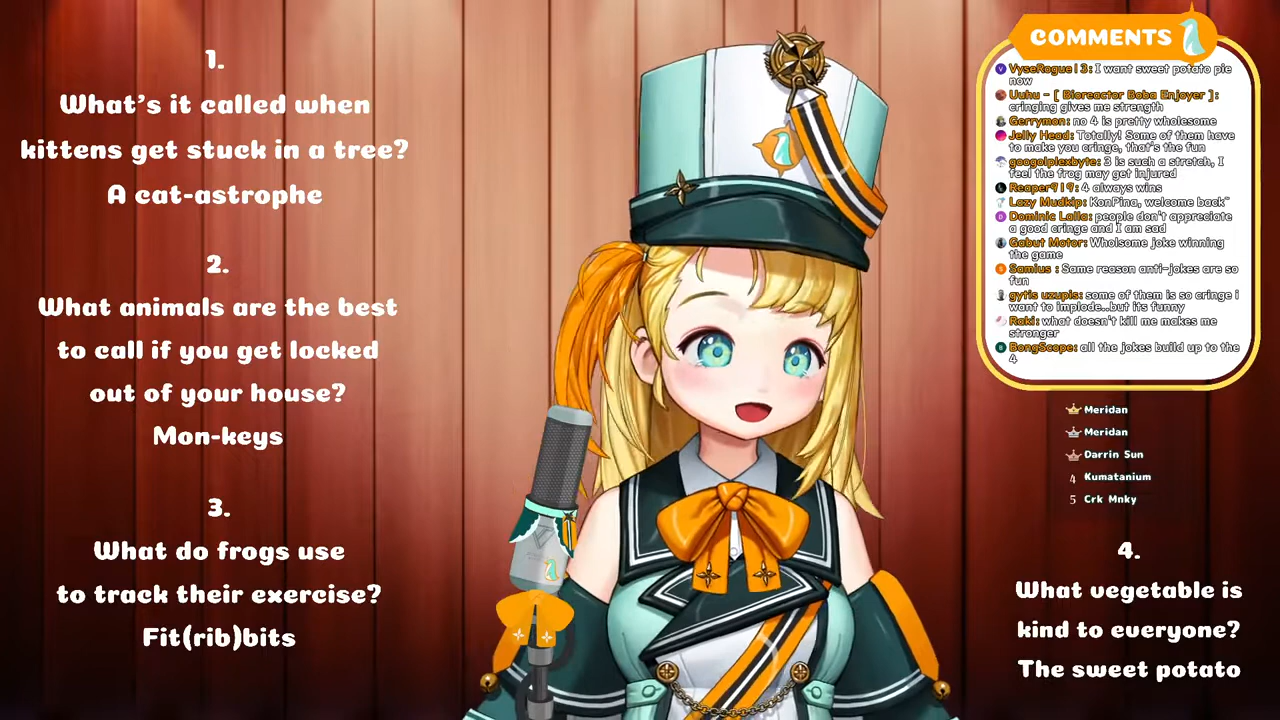 1.
What's it called when
kittens get stuck in a tree?
A cat-astrophe
2.
What animals are the best
to call if you get locked
out of your house?
Mon-keys
3.
What do frogs use
to track their exercise?
Fit(rib)bits
COMMENTS
VyseRogue13: I want sweet potato pie
now
Uuhu - [ Bioreactor Boba Enjoyer ]:
cringing gives me strength
Gerrymon: no 4 is pretty wholesome
Jelly Head: Totally! Some of them have
to make you cringe, that's the fun
googolplexbyte: 3 is such a stretch, I
feel the frog may get injured
Reaper919: 4 always wins
Lazy Mudkip: KonPina, welcome back~
Dominic Lalla: people don't appreciate
a good cringe and I am sad
Gabut Motor: Wholsome joke winning
the game
Samius : Same reason anti-jokes are so
fun
gytis uzupis: some of them is so cringe i
want to implode...but its funny
Raki: what doesn't kill me makes me
stronger
BongScope: all the jokes build up to the
4
Meridan
Meridan
Darrin Sun
4 Kumatanium
5 Crk Mnky
4.
What vegetable is
kind to everyone?
The sweet potato